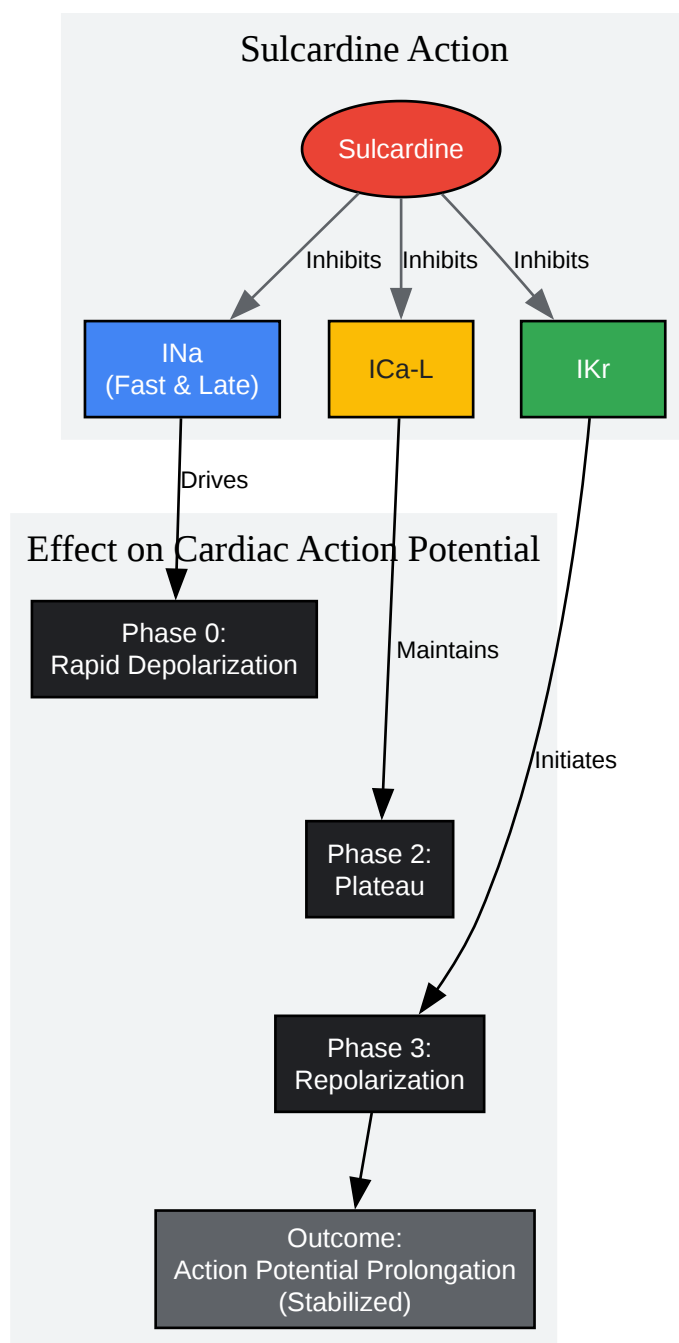 Sulcardine Action
Sulcardine
Inhibits
Inhibits
Inhibits
INa
(Fast & Late)
ICa-L
IKr
Drives
Effect on Cardiac Action Potential
Phase 0:
Rapid Depolarization
Maintains
Initiates
Phase 2:
Plateau
Phase 3:
Repolarization
Outcome:
Action Potential Prolongation
(Stabilized)